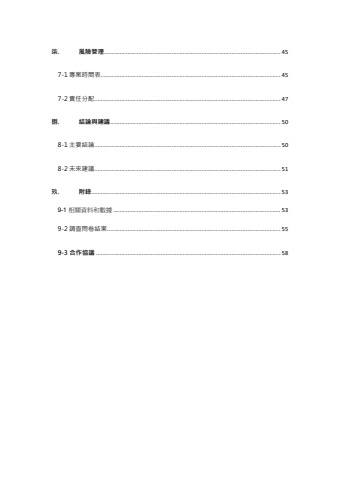 柒. 風險管理 45
7-1 專案時間表 45
7-2 責任分配 47
捌. 結論與建議 50
8-1 主要結論 50
8-2 未來建議 51
玖. 附錄 53
9-1 相關資料和數據 53
9-2 調查問卷結果 55
9-3 合作協議 58